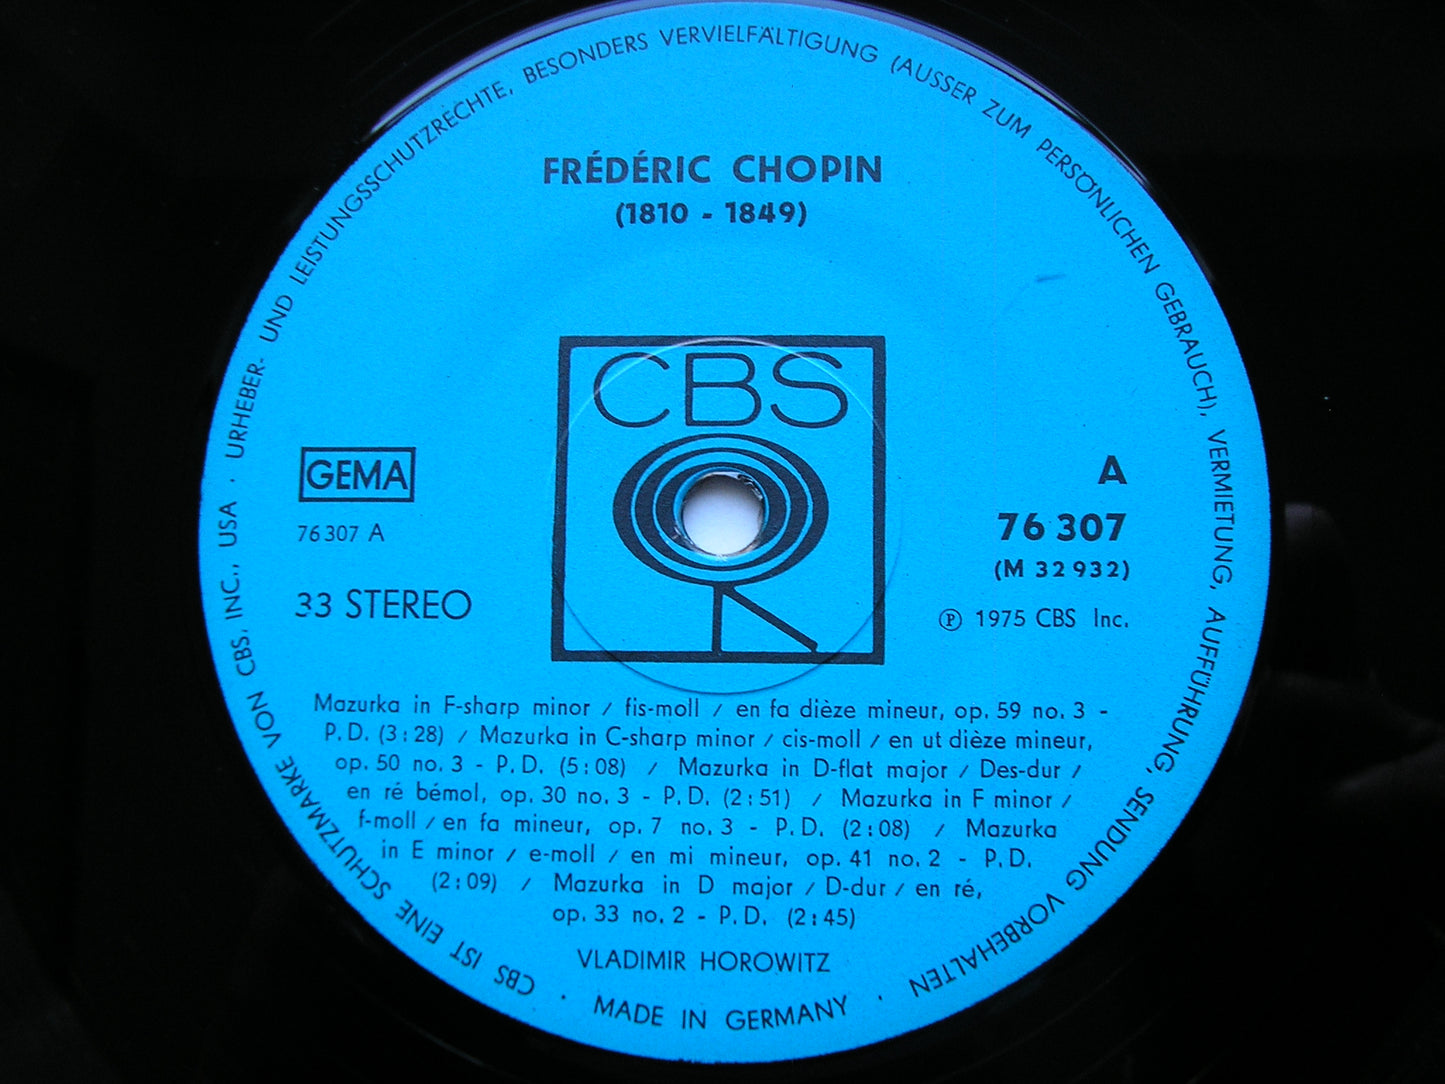 URHEBER- UND LEISTUNGSSCHUTZRECHTE, BESONDERS VERVIELFÄLTIGUNG (AUSSER ZUM PERSÖNLICHEN GEBRAUCH), VERMIETUNG, AUFFÜHRUNG, SENDUNG VORBEHALTEN
FRÉDÉRIC CHOPIN
(1810 - 1849)
CBS
GEMA
76 307 A
33 STEREO
A
76 307
(M 32 932)
Ⓟ 1975 CBS Inc.
Mazurka in F-sharp minor / fis-moll / en fa dièze mineur, op. 59 no. 3 -
P.D. (3:28) / Mazurka in C-sharp minor / cis-moll / en ut dièze mineur,
op. 50 no. 3 - P.D. (5:08) / Mazurka in D-flat major / Des-dur /
en ré bémol, op. 30 no. 3 - P.D. (2:51) / Mazurka in F minor /
f-moll / en fa mineur, op. 7 no. 3 - P.D. (2:08) / Mazurka
in E minor / e-moll / en mi mineur, op. 41 no. 2 - P.D.
(2:09) / Mazurka in D major / D-dur / en ré,
op. 33 no. 2 - P.D. (2:45)
VLADIMIR HOROWITZ
· MADE IN GERMANY ·
CBS IST EINE SCHUTZMARKE VON CBS, INC., USA ·